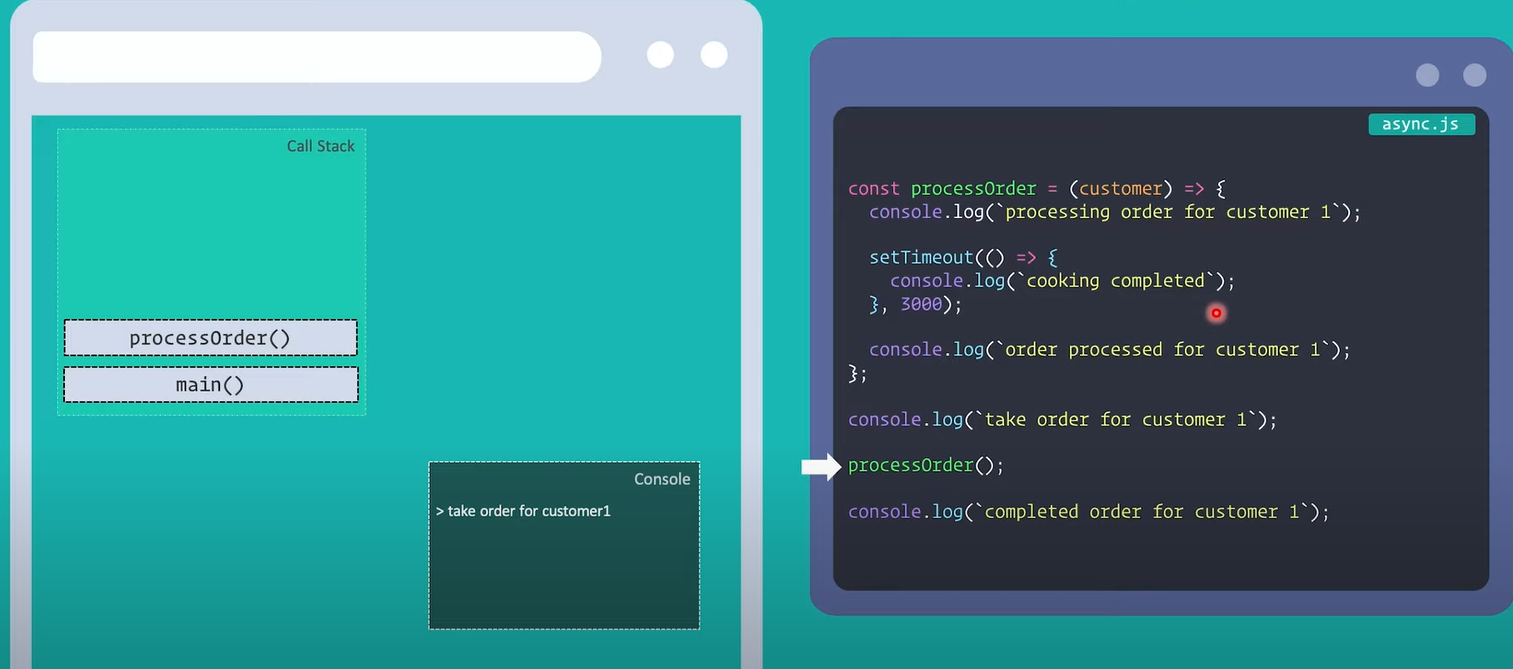 Call Stack
processOrder()
main()
Console
> take order for customer1
async.js
const processOrder = (customer) => {
  console.log(`processing order for customer 1`);
  setTimeout(() => {
    console.log(`cooking completed`);
  }, 3000);
  console.log(`order processed for customer 1`);
};
console.log(`take order for customer 1`);
processOrder();
console.log(`completed order for customer 1`);